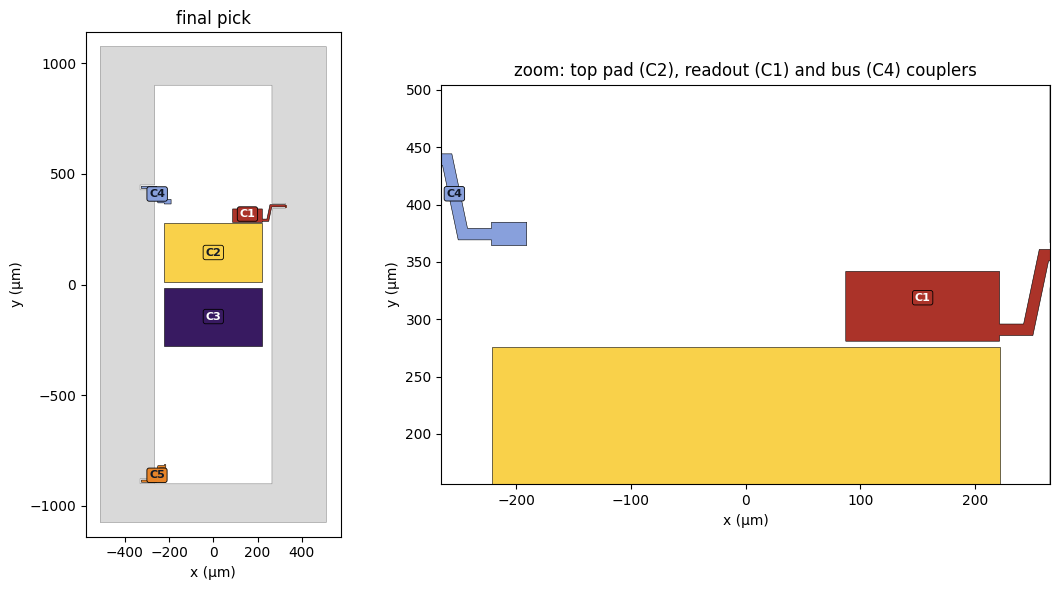 final pick
1000
500
0
−500
−1000
y (µm)
−400
−200
0
200
400
x (µm)
C4
C1
C2
C3
C5
zoom: top pad (C2), readout (C1) and bus (C4) couplers
500
450
400
350
300
250
200
y (µm)
−200
−100
0
100
200
x (µm)
C4
C1